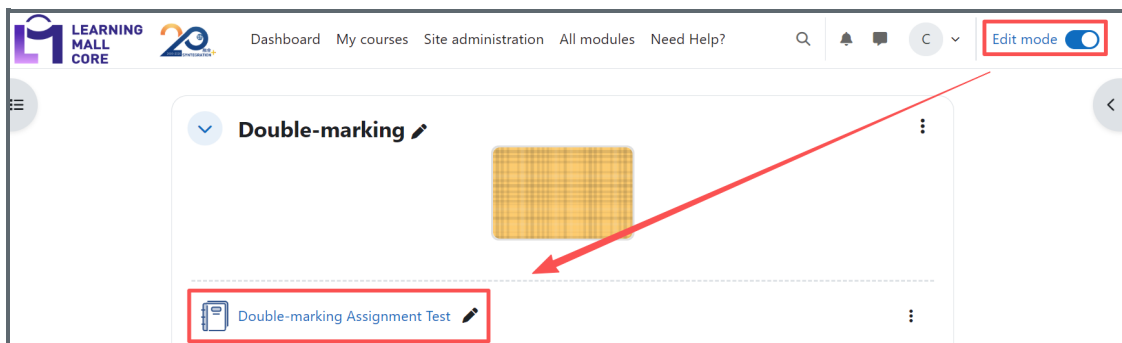 LEARNING
MALL
CORE
Dashboard My courses Site administration All modules Need Help? C Edit mode
Double-marking
Double-marking Assignment Test